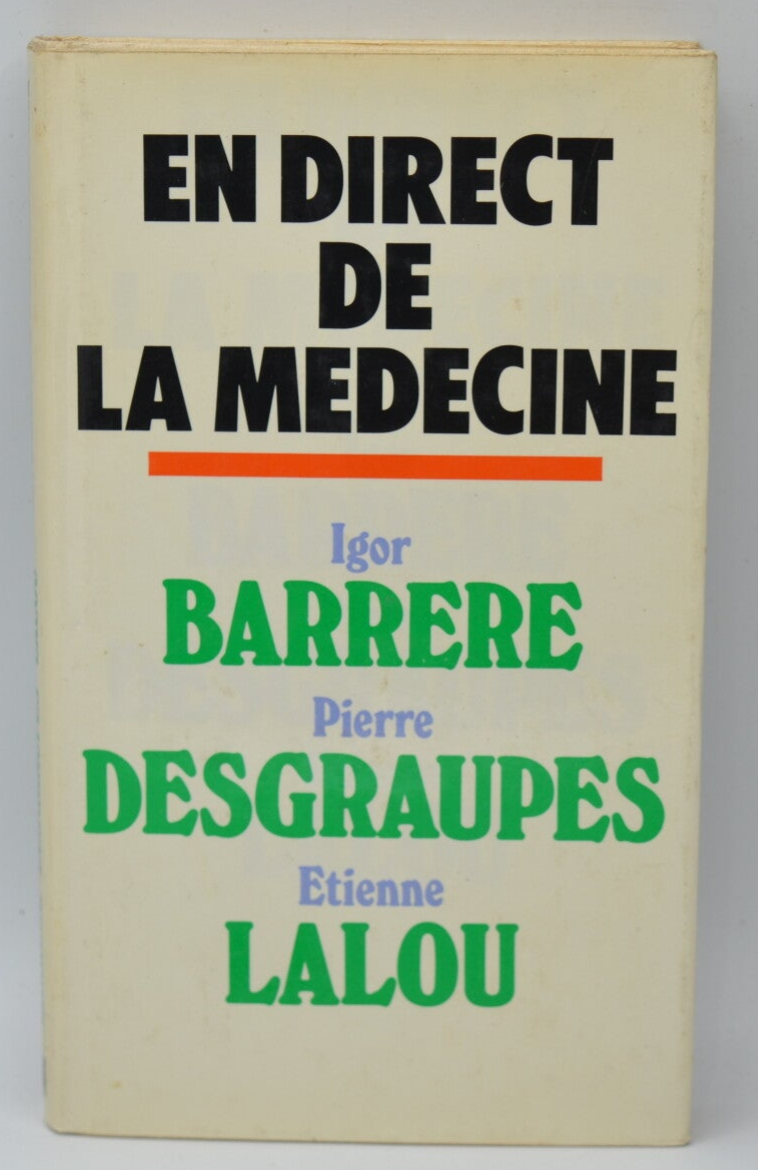 EN DIRECT
DE
LA MEDECINE
Igor
BARRERE
Pierre
DESGRAUPES
Etienne
LALOU